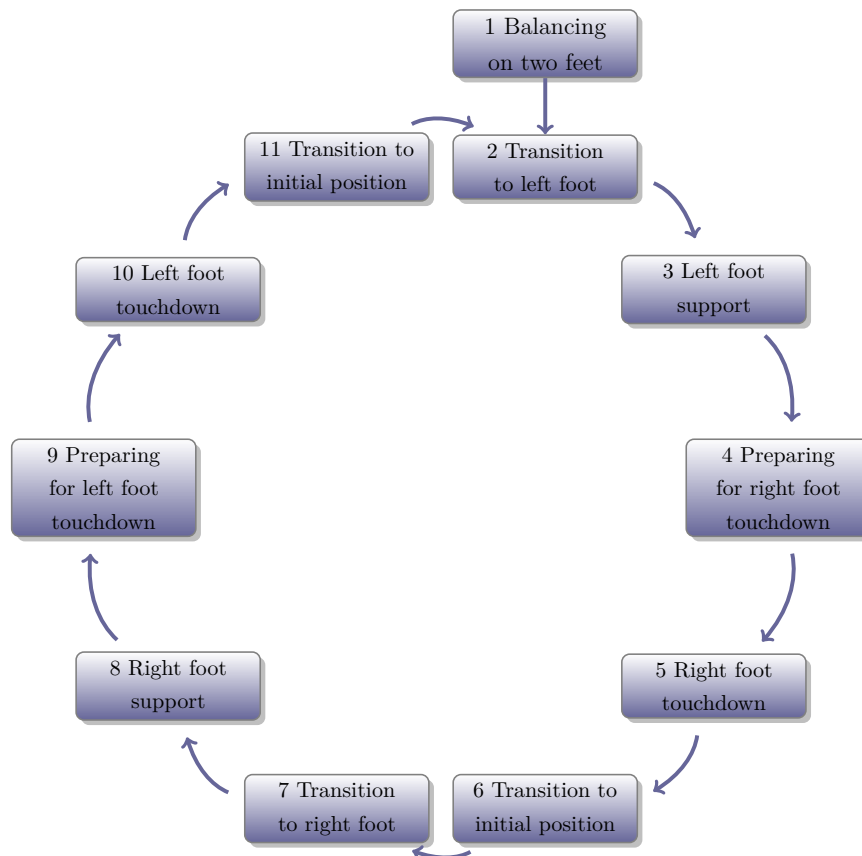 1 Balancing
on two feet
2 Transition
to left foot
3 Left foot
support
4 Preparing
for right foot
touchdown
5 Right foot
touchdown
6 Transition to
initial position
7 Transition
to right foot
8 Right foot
support
9 Preparing
for left foot
touchdown
10 Left foot
touchdown
11 Transition to
initial position